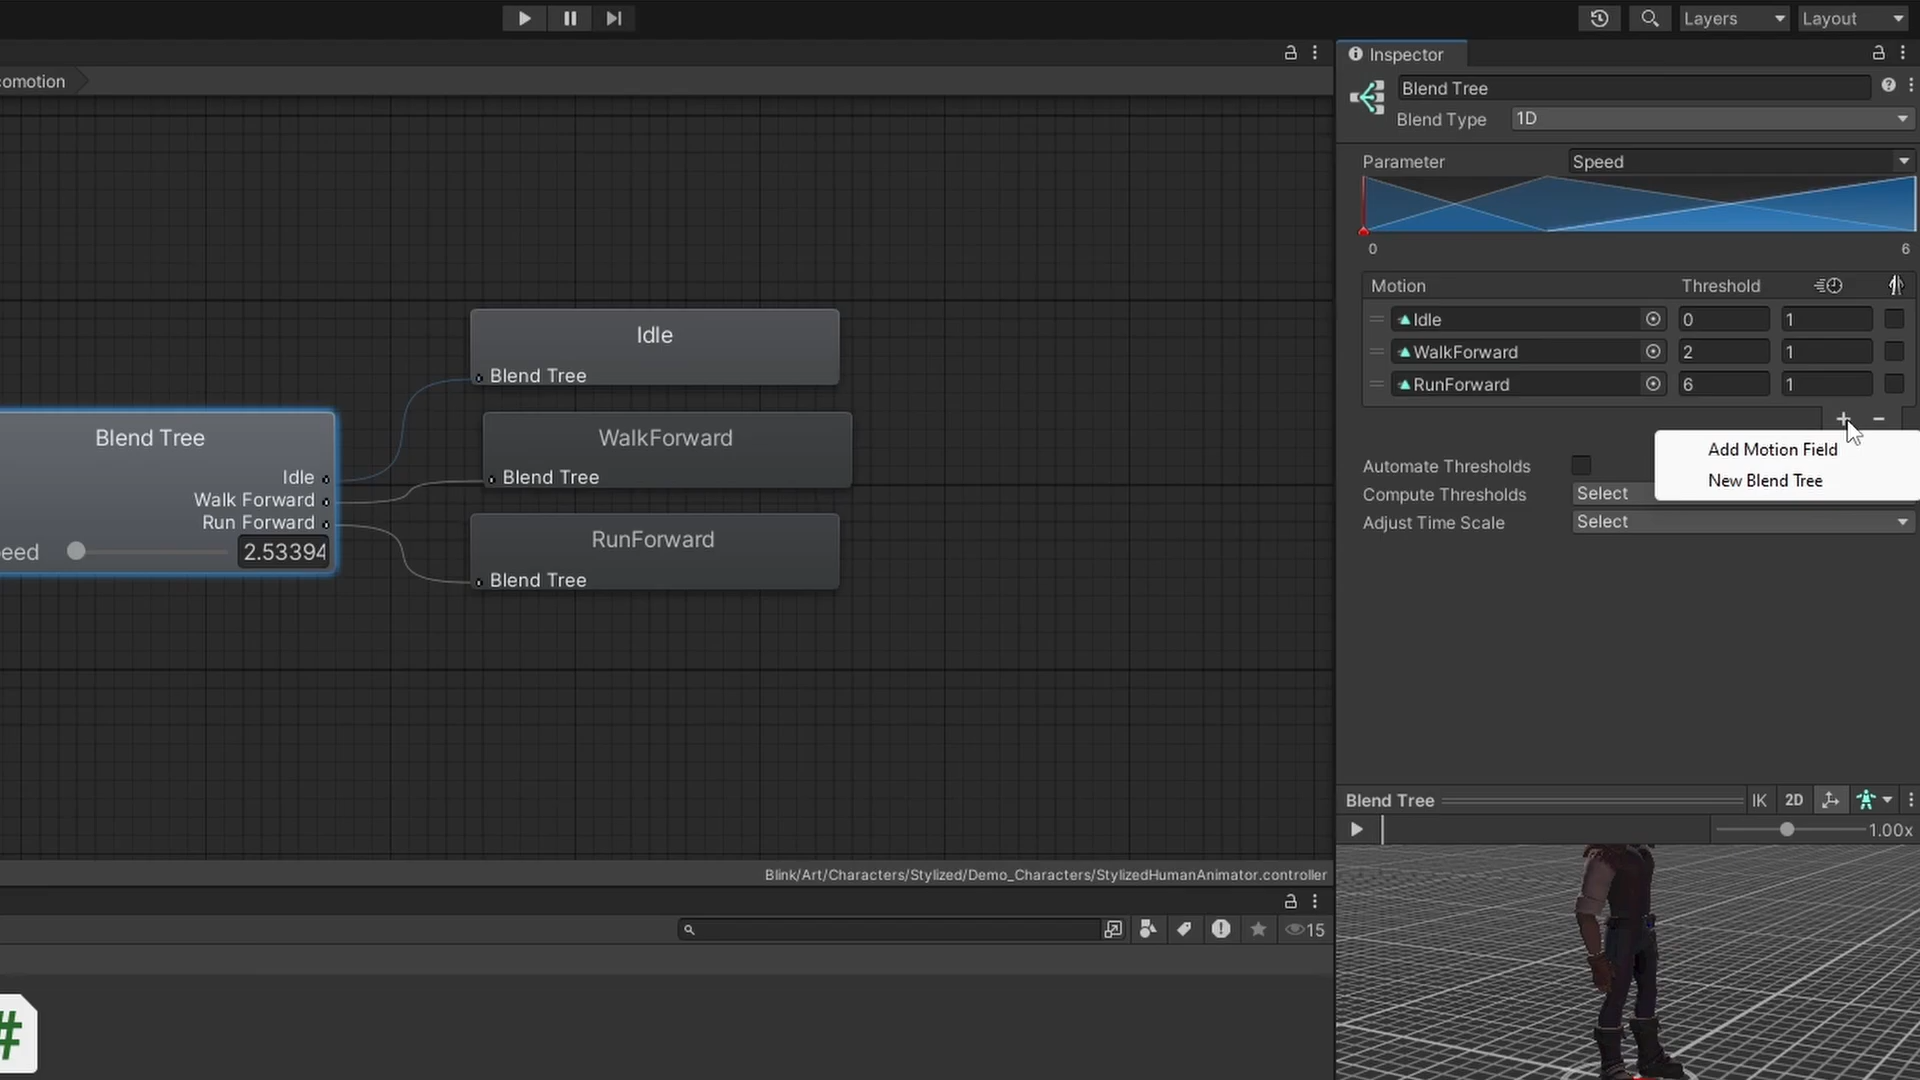 Layers
Layout
comotion
Inspector
Blend Tree
Blend Type
1D
Parameter
Speed
0
6
Motion
Threshold
Idle
0
1
WalkForward
2
1
RunForward
6
1
+ -
Add Motion Field
New Blend Tree
Automate Thresholds
Compute Thresholds
Select
Adjust Time Scale
Select
Idle
Blend Tree
WalkForward
Blend Tree
RunForward
Blend Tree
Blend Tree
Idle
Walk Forward
Run Forward
eed
2.53394
Blink/Art/Characters/Stylized/Demo_Characters/StylizedHumanAnimator.controller
15
#
Blend Tree
IK
2D
1.00x